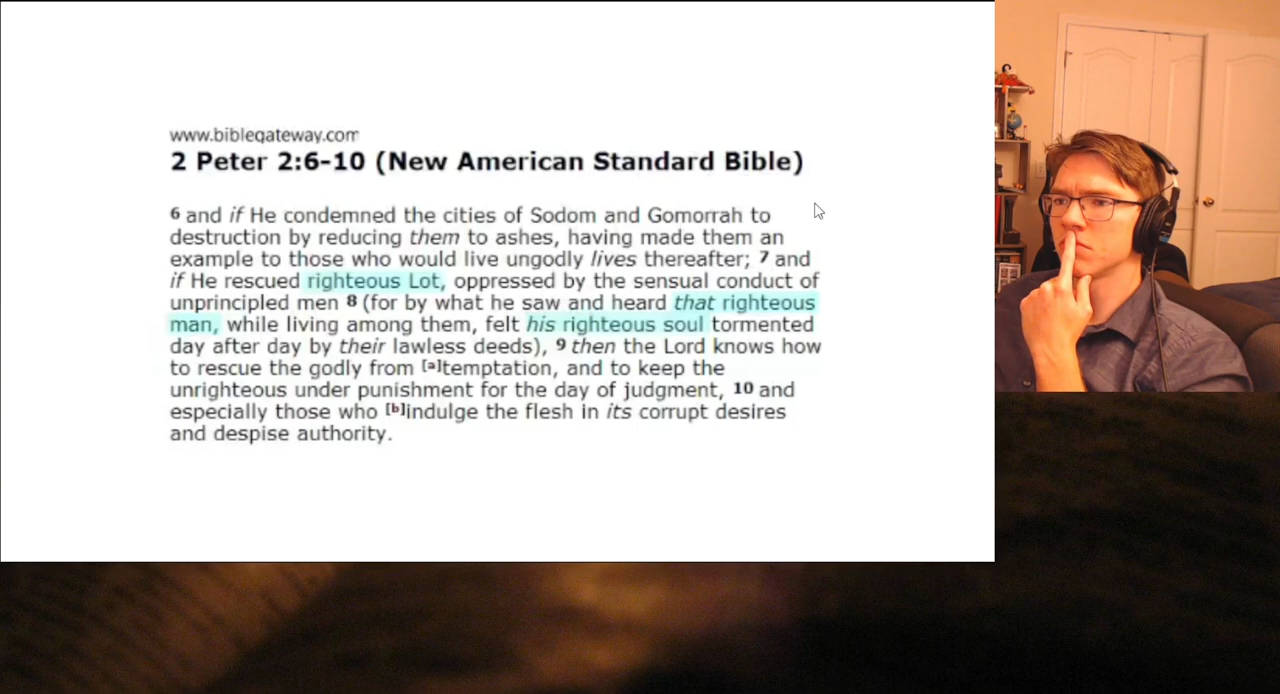 www.biblegateway.com
2 Peter 2:6-10 (New American Standard Bible)
6 and if He condemned the cities of Sodom and Gomorrah to
destruction by reducing them to ashes, having made them an
example to those who would live ungodly lives thereafter; 7 and
if He rescued righteous Lot, oppressed by the sensual conduct of
unprincipled men 8 (for by what he saw and heard that righteous
man, while living among them, felt his righteous soul tormented
day after day by their lawless deeds), 9 then the Lord knows how
to rescue the godly from [a]temptation, and to keep the
unrighteous under punishment for the day of judgment, 10 and
especially those who [b]indulge the flesh in its corrupt desires
and despise authority.